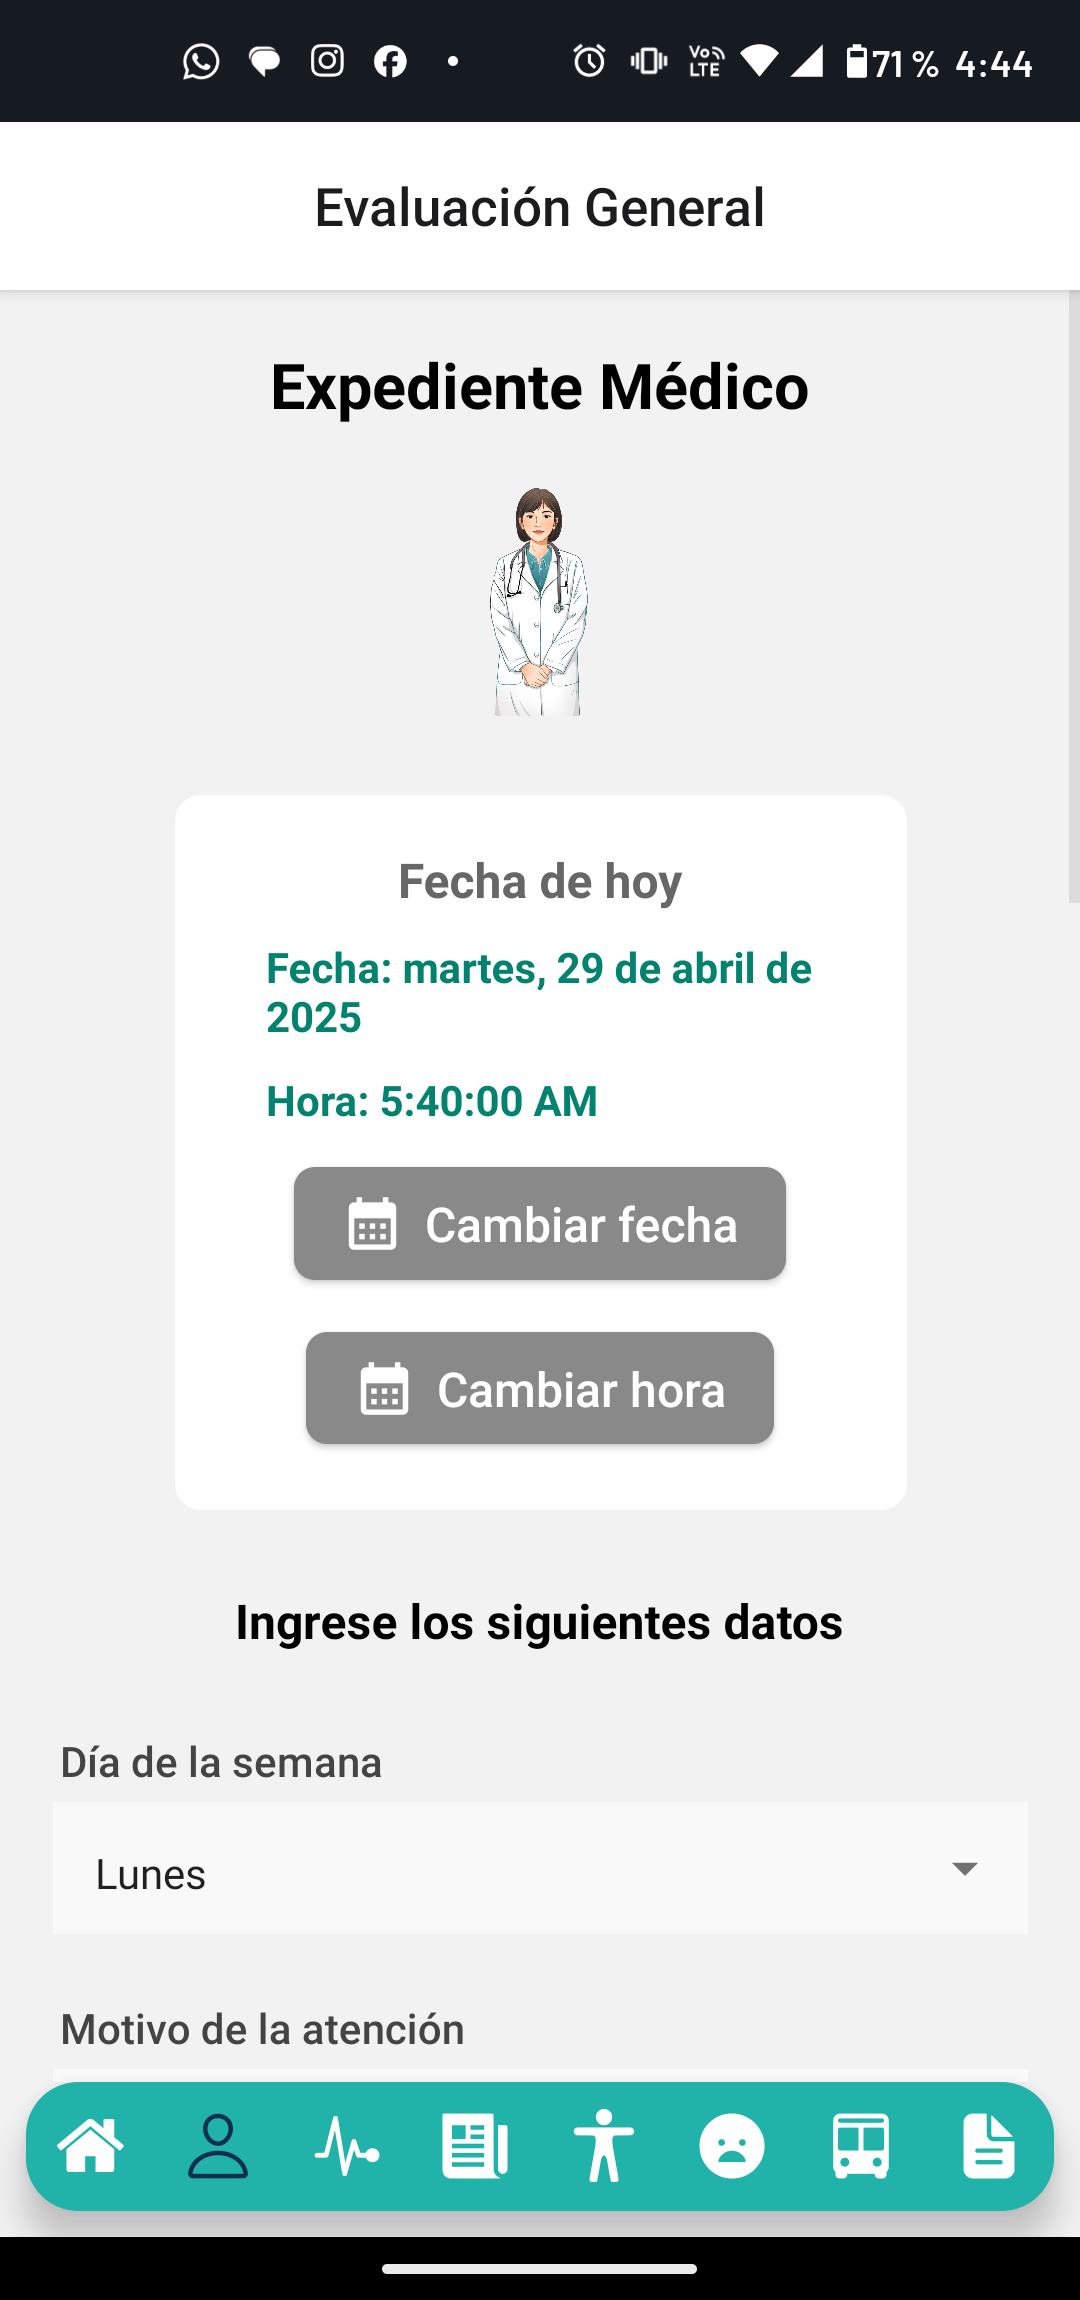 Vo LTE 71 % 4:44
Evaluación General
Expediente Médico
Fecha de hoy
Fecha: martes, 29 de abril de
2025
Hora: 5:40:00 AM
Cambiar fecha
Cambiar hora
Ingrese los siguientes datos
Día de la semana
Lunes
Motivo de la atención